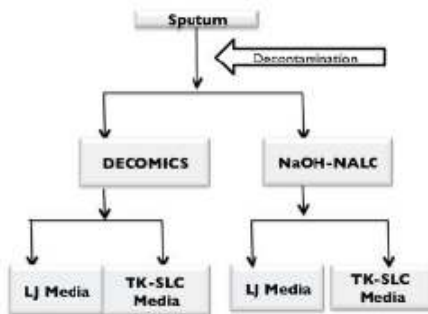 Sputum
Decontamination
DECOMICS
NaOH-NALC
LJ Media
TK-SLC
Media
LJ Media
TK-SLC
Media